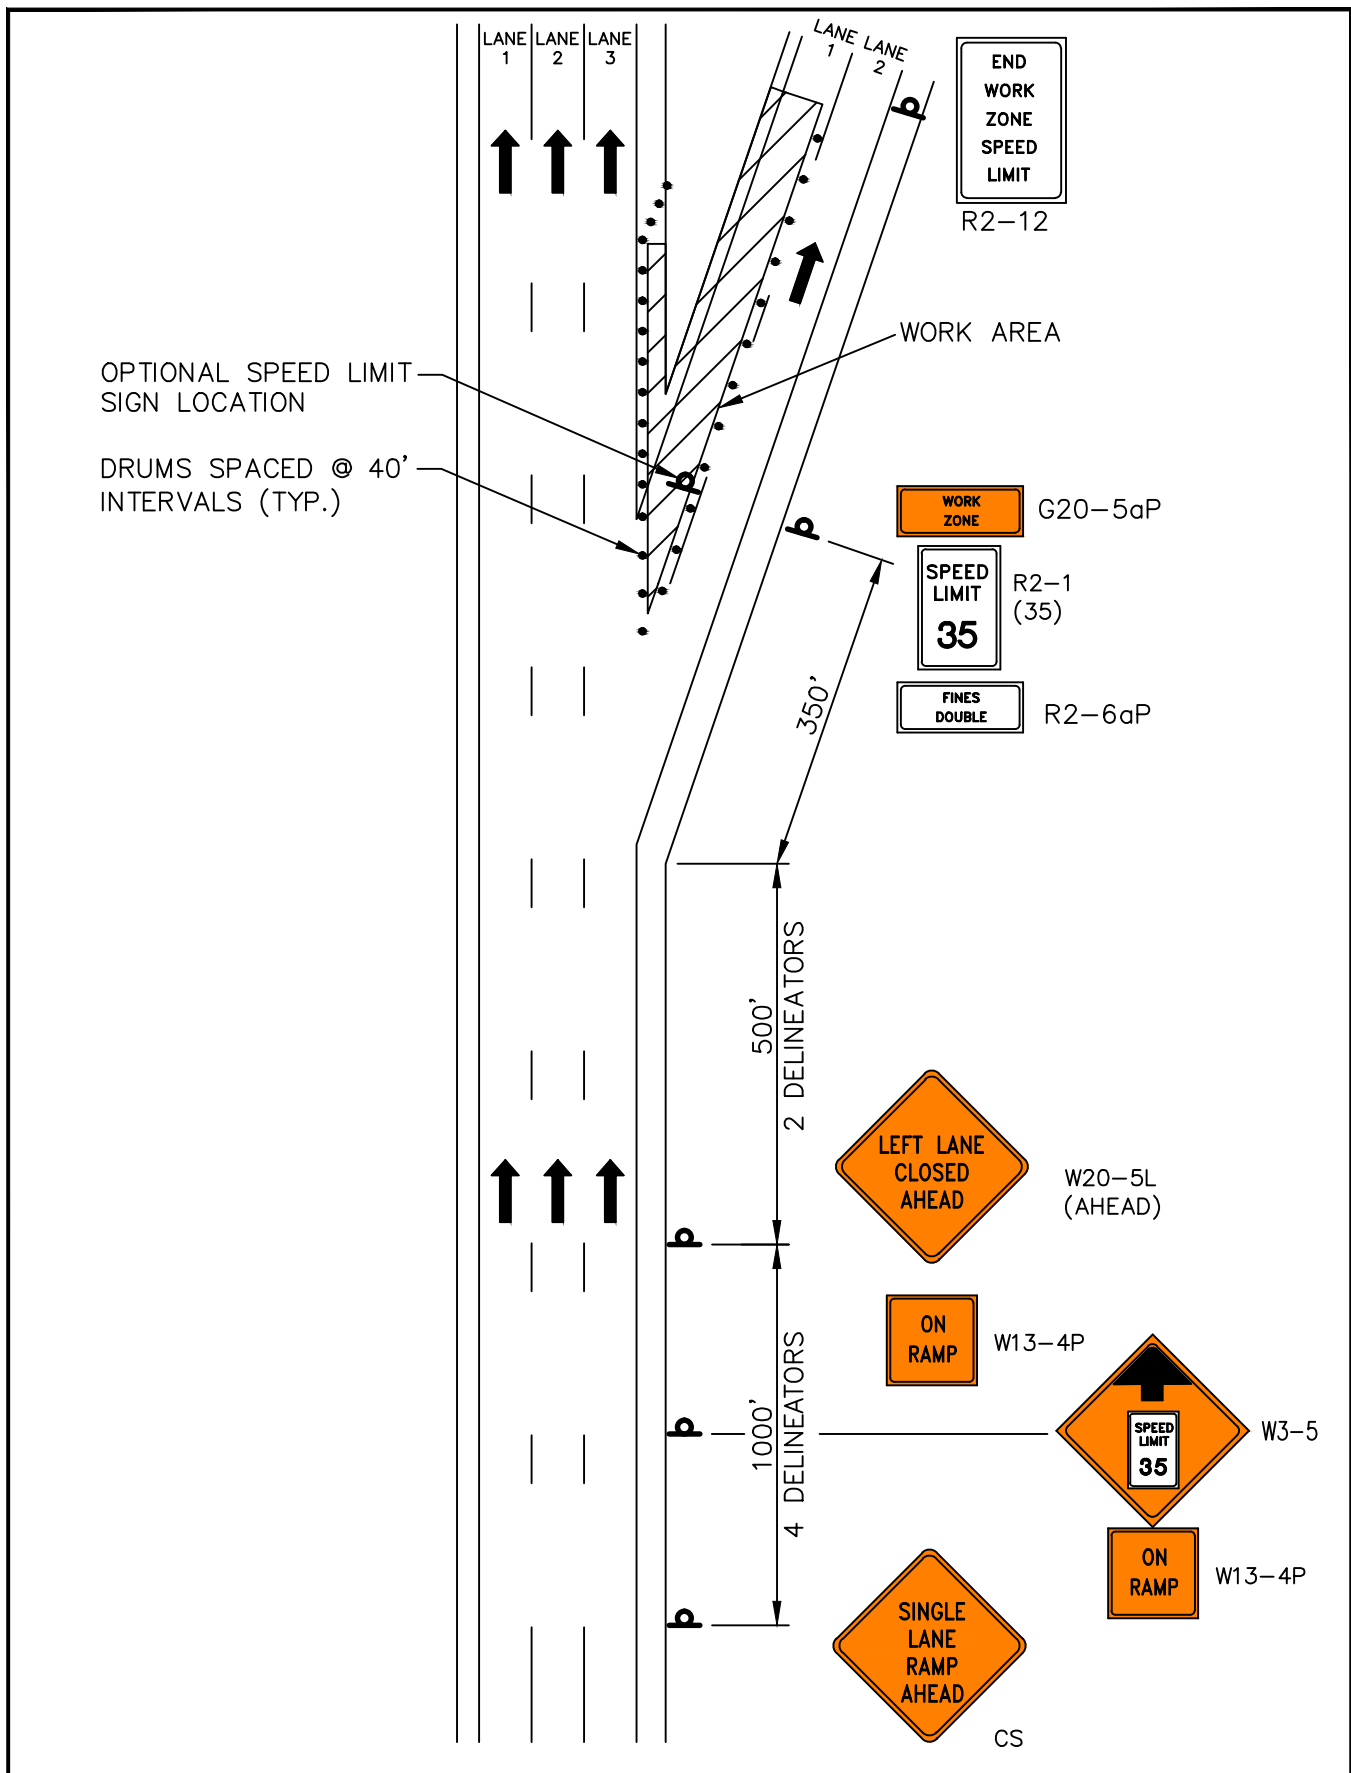 LANE
1
LANE
2
LANE
3
LANE
1
LANE
2
END
WORK
ZONE
SPEED
LIMIT
R2-12
WORK AREA
OPTIONAL SPEED LIMIT
SIGN LOCATION
DRUMS SPACED @ 40'
INTERVALS (TYP.)
WORK
ZONE
G20-5aP
SPEED
LIMIT
35
R2-1
(35)
FINES
DOUBLE
R2-6aP
350'
500'
2 DELINEATORS
LEFT LANE
CLOSED
AHEAD
W20-5L
(AHEAD)
ON
RAMP
W13-4P
1000'
4 DELINEATORS
SPEED
LIMIT
35
W3-5
ON
RAMP
W13-4P
SINGLE
LANE
RAMP
AHEAD
CS